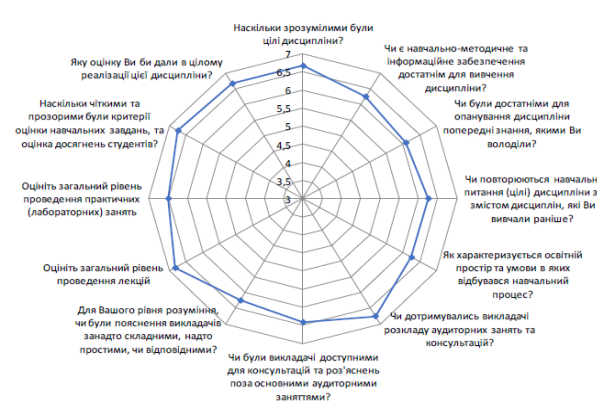 Наскільки зрозумілими були
цілі дисципліни?
Чи є навчально-методичне та
інформаційне забезпечення
достатнім для вивчення
дисципліни?
Чи були достатніми для
опанування дисципліни
попередні знання, якими Ви
володіли?
Чи повторюються навчальн
питання (цілі) дисципліни з
змістом дисциплін, які Ви
вивчали раніше?
Як характеризується освітній
простір та умови в яких
відбувався навчальний
процес?
Чи дотримувались викладачі
розкладу аудиторних занять та
консультацій?
Чи були викладачі доступними
для консультацій та роз'яснень
поза основними аудиторними
заняттями?
Для Вашого рівня розуміння,
чи були пояснення викладачів
занадто складними, надто
простими, чи відповідними?
Оцініть загальний рівень
проведення лекцій
Оцініть загальний рівень
проведення практичних
(лабораторних) занять
Наскільки чіткими та
прозорими були критерії
оцінки навчальних завдань, та
оцінка досягнень студентів?
Яку оцінку Ви би дали в цілому
реалізації цієї дисципліни?
7
6,5
6
5,5
5
4,5
4
3,5
3